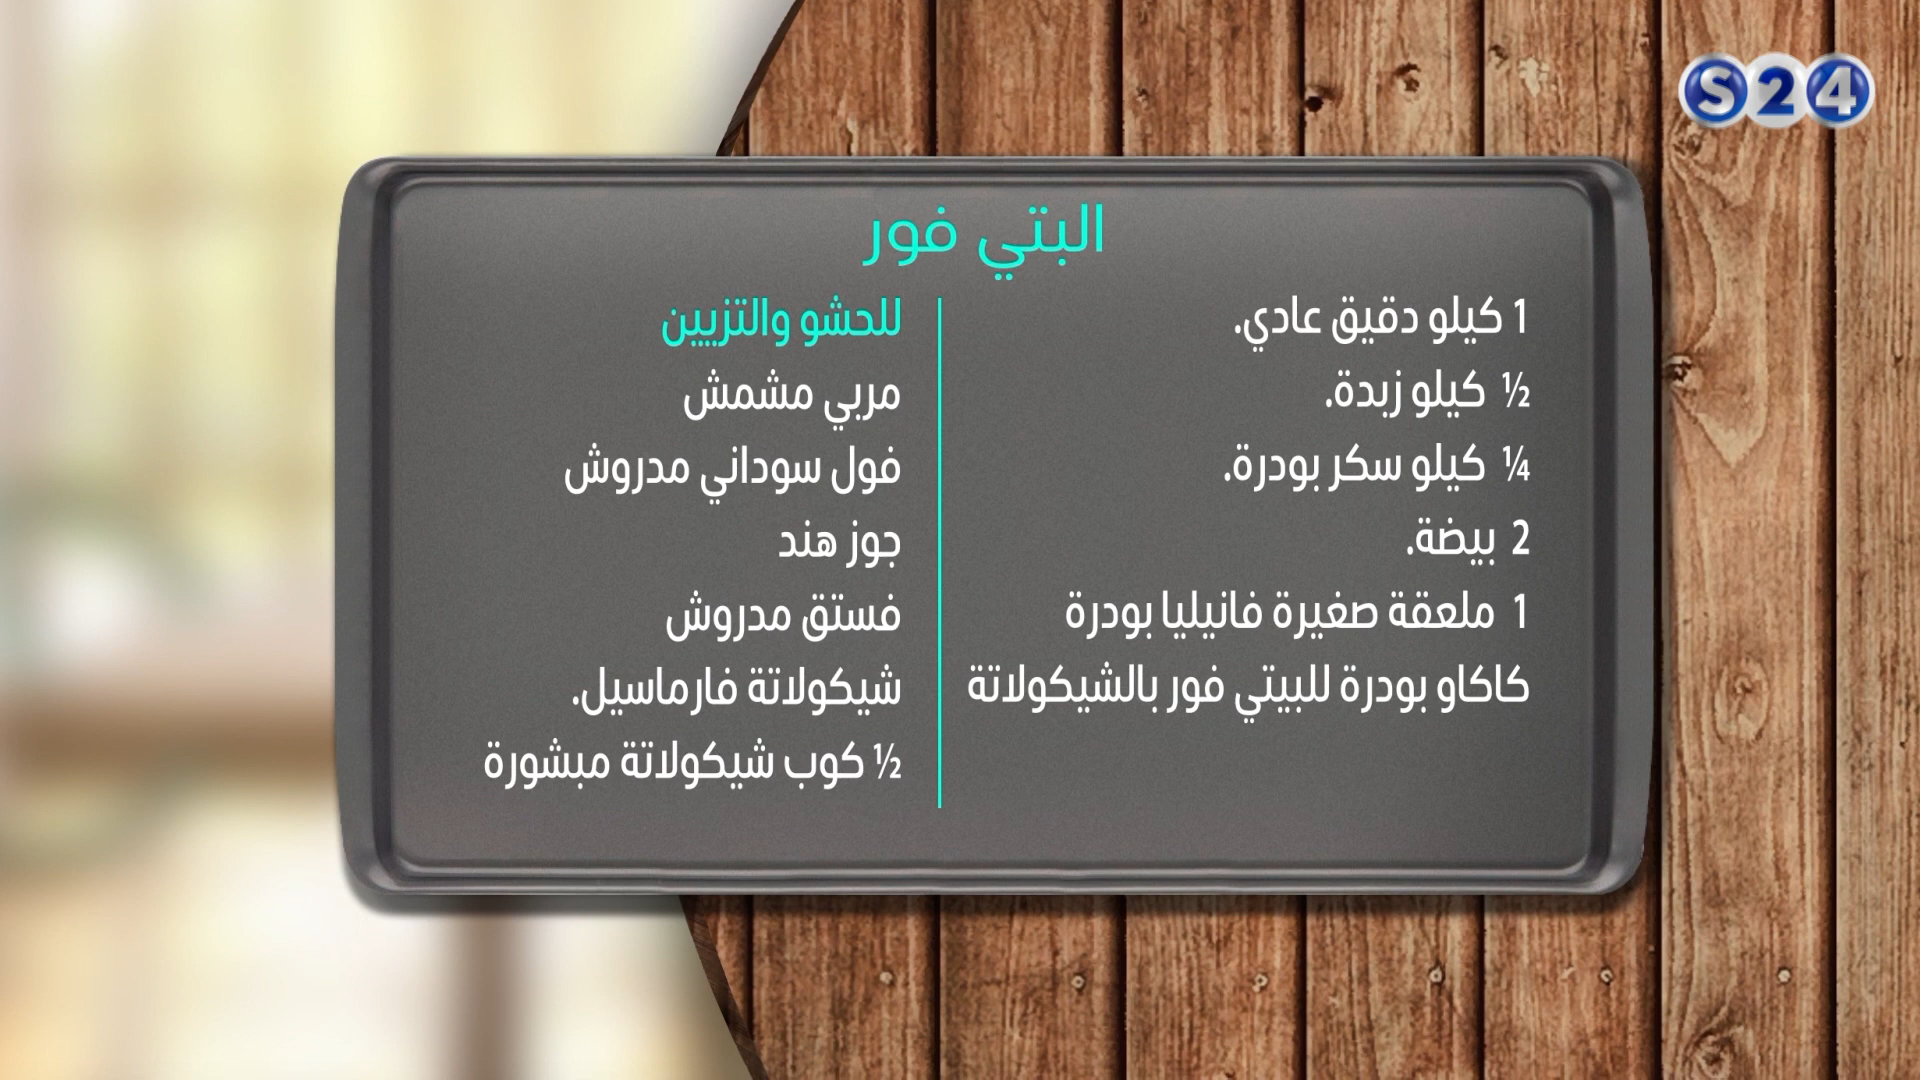 S24
البتي فور
1 كيلو دقيق عادي.
½ كيلو زبدة.
¼ كيلو سكر بودرة.
2 بيضة.
1 ملعقة صغيرة فانيليا بودرة
كاكاو بودرة للبيتي فور بالشيكولاتة
للحشو والتزيين
مربي مشمش
فول سوداني مدروش
جوز هند
فستق مدروش
شيكولاتة فارماسيل.
½ كوب شيكولاتة مبشورة